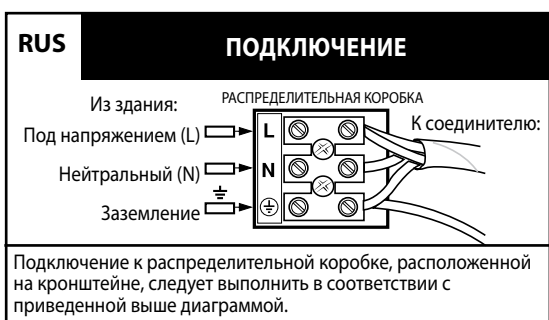 RUS
ПОДКЛЮЧЕНИЕ
РАСПРЕДЕЛИТЕЛЬНАЯ КОРОБКА
Из здания:
К соединителю:
Под напряжением (L)
L
Нейтральный (N)
N
Заземление
Подключение к распределительной коробке, расположенной
на кронштейне, следует выполнить в соответствии с
приведенной выше диаграммой.